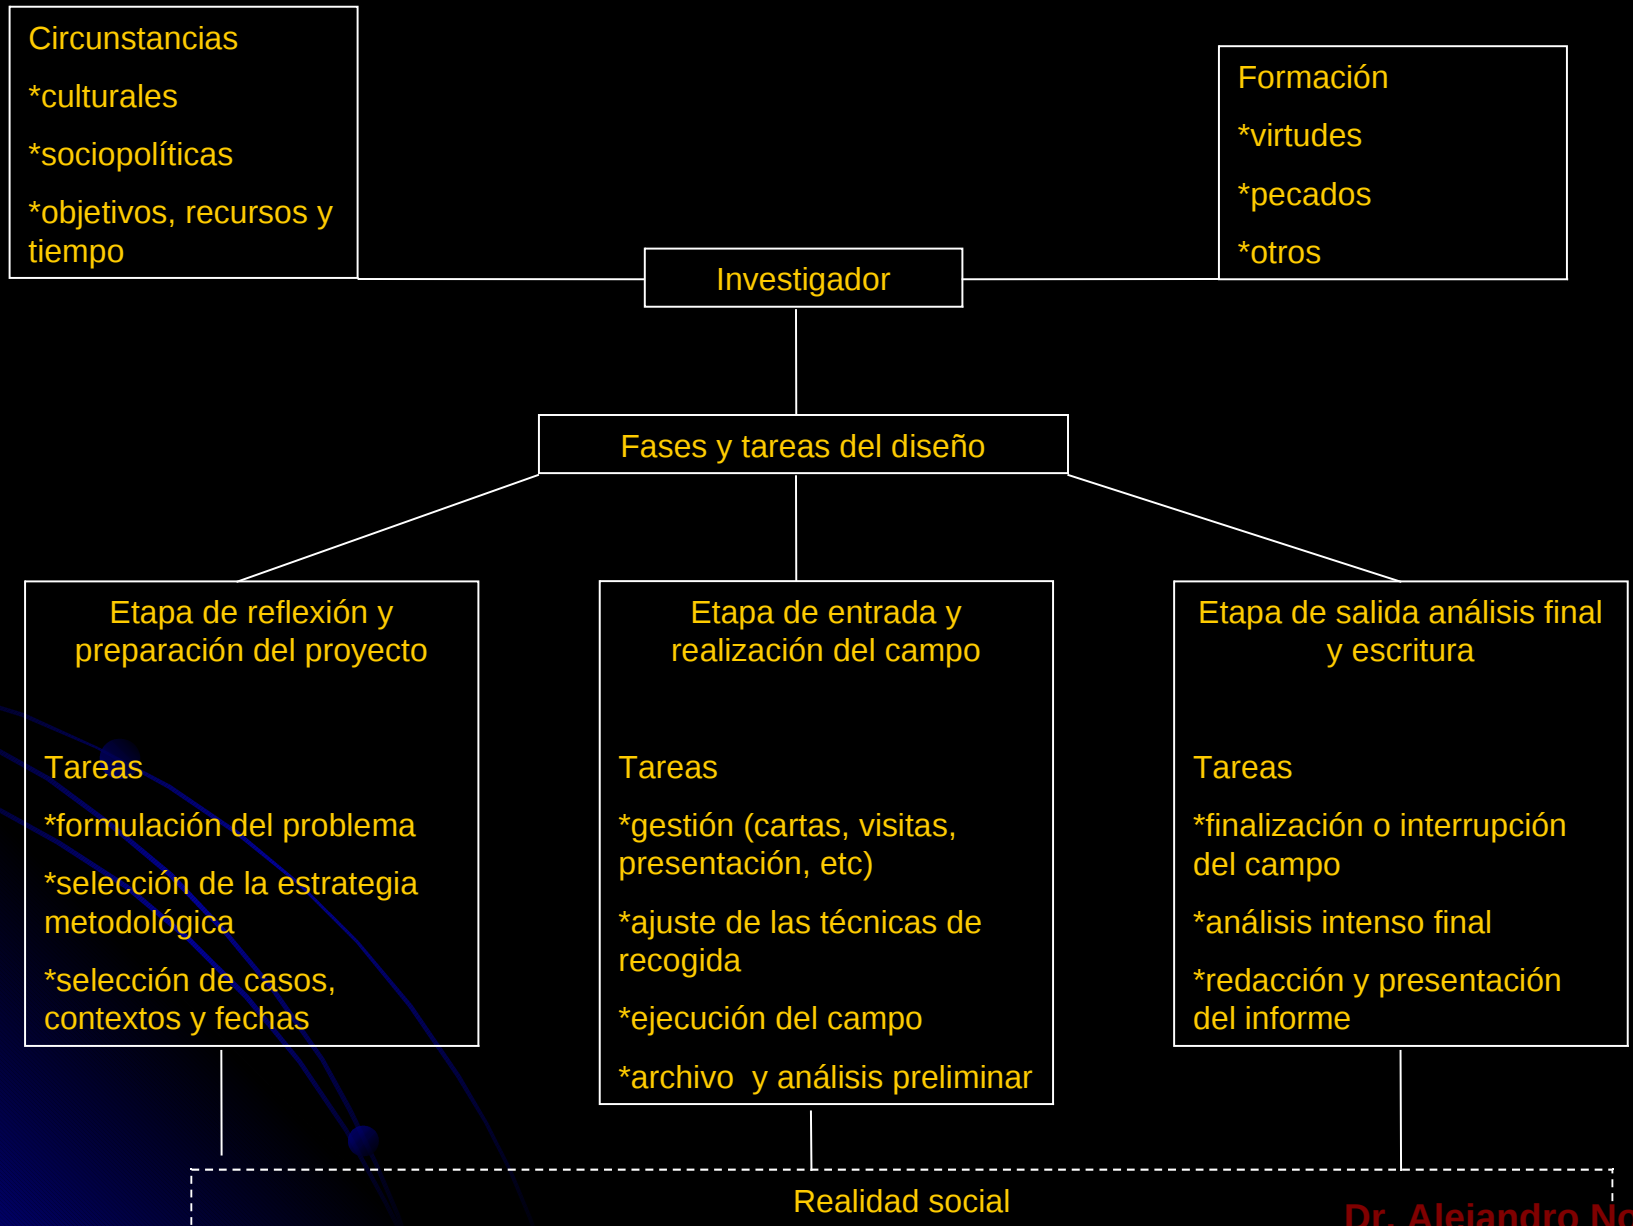 Circunstancias
*culturales
*sociopolíticas
*objetivos, recursos y
tiempo
Formación
*virtudes
*pecados
*otros
Investigador
Fases y tareas del diseño
Etapa de reflexión y
preparación del proyecto
Tareas
*formulación del problema
*selección de la estrategia
metodológica
*selección de casos,
contextos y fechas
Etapa de entrada y
realización del campo
Tareas
*gestión (cartas, visitas,
presentación, etc)
*ajuste de las técnicas de
recogida
*ejecución del campo
*archivo  y análisis preliminar
Etapa de salida análisis final
y escritura
Tareas
*finalización o interrupción
del campo
*análisis intenso final
*redacción y presentación
del informe
Realidad social
Dr. Alejandro